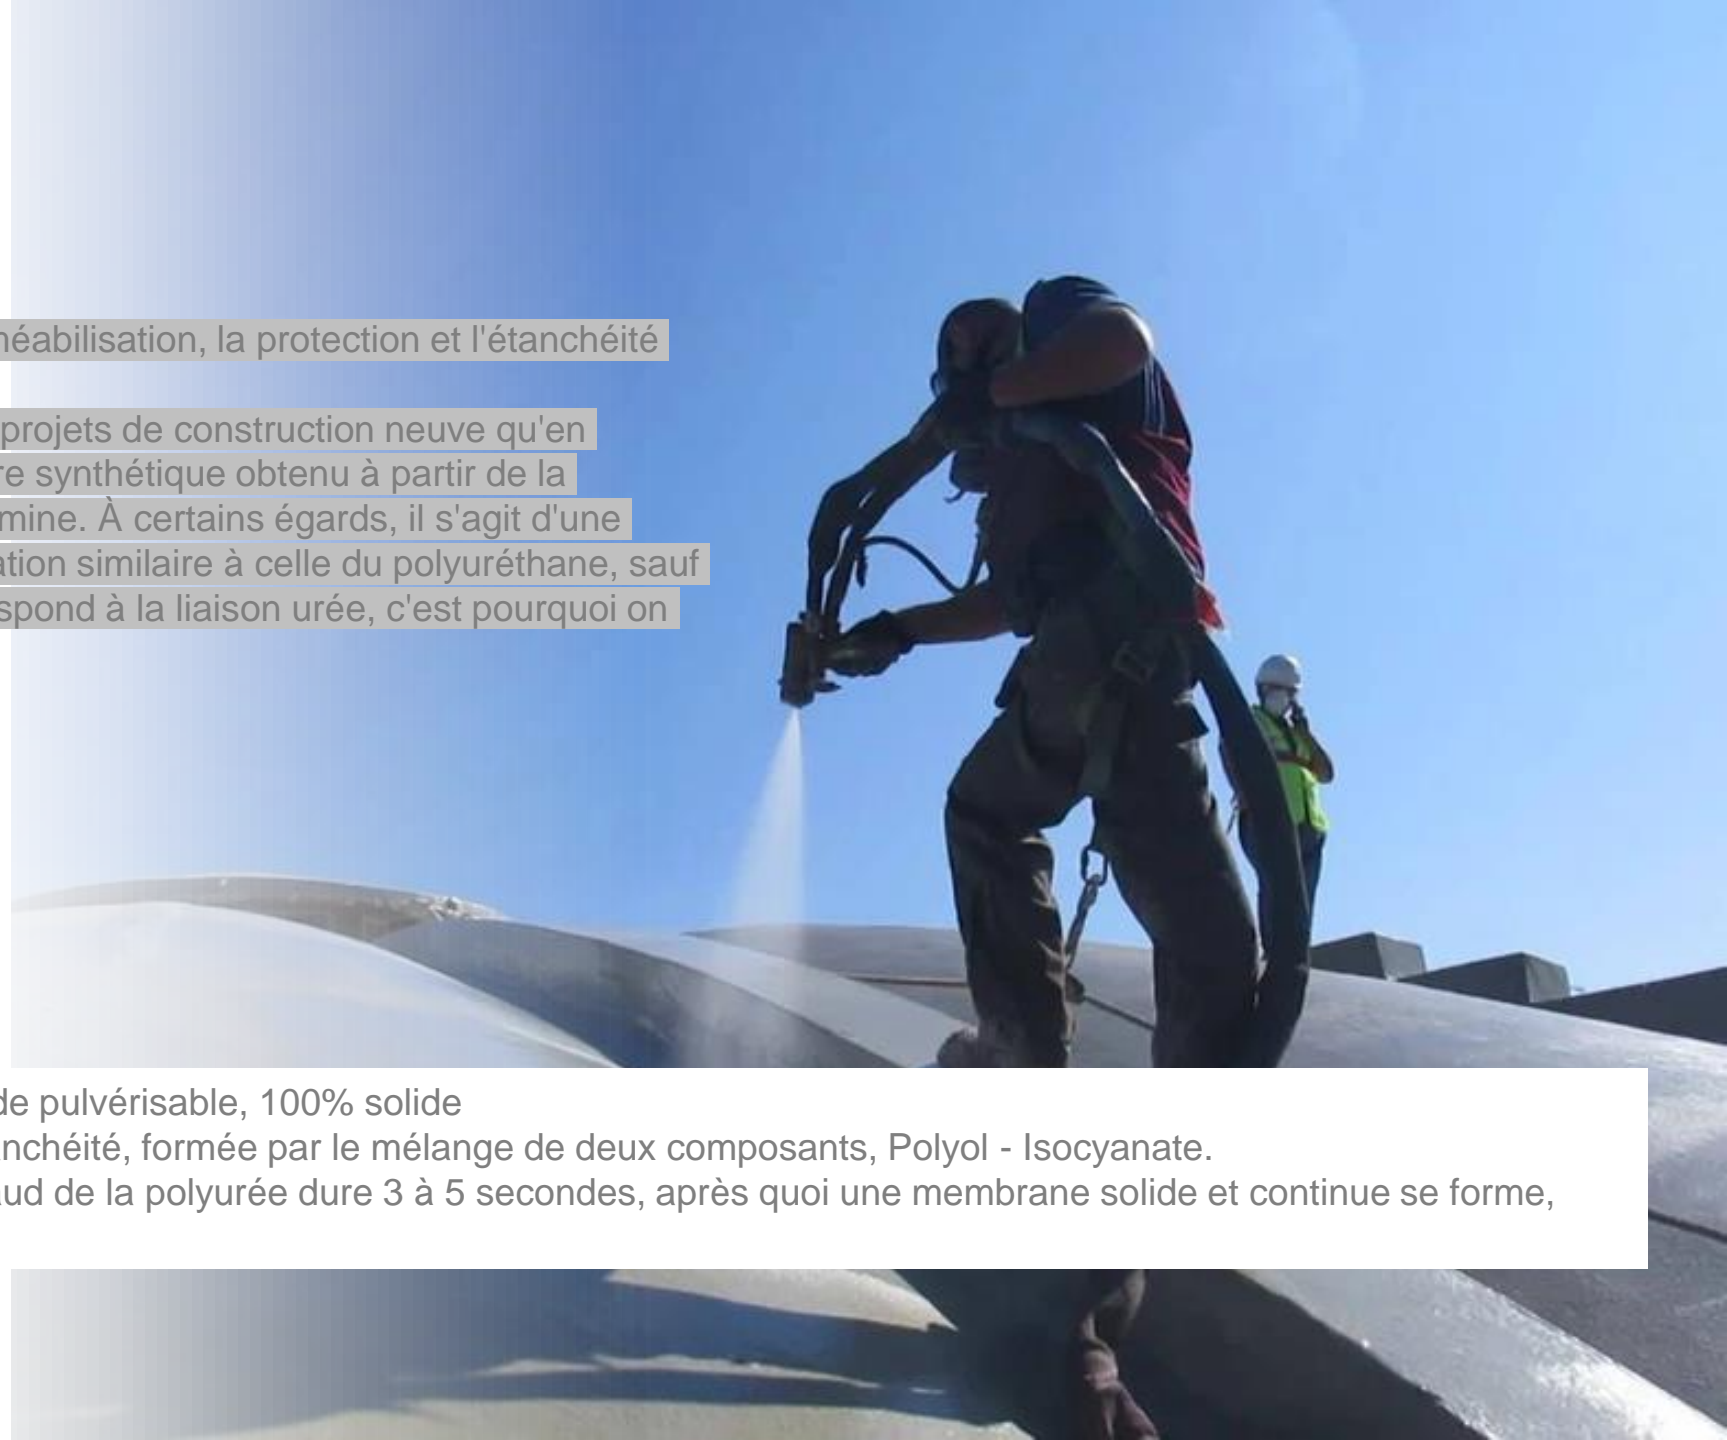 méabilisation, la protection et l'étanchéité
projets de construction neuve qu'en
re synthétique obtenu à partir de la
mine. À certains égards, il s'agit d'une
ation similaire à celle du polyuréthane, sauf
spond à la liaison urée, c'est pourquoi on
de pulvérisable, 100% solide
nchéité, formée par le mélange de deux composants, Polyol - Isocyanate.
aud de la polyurée dure 3 à 5 secondes, après quoi une membrane solide et continue se forme,